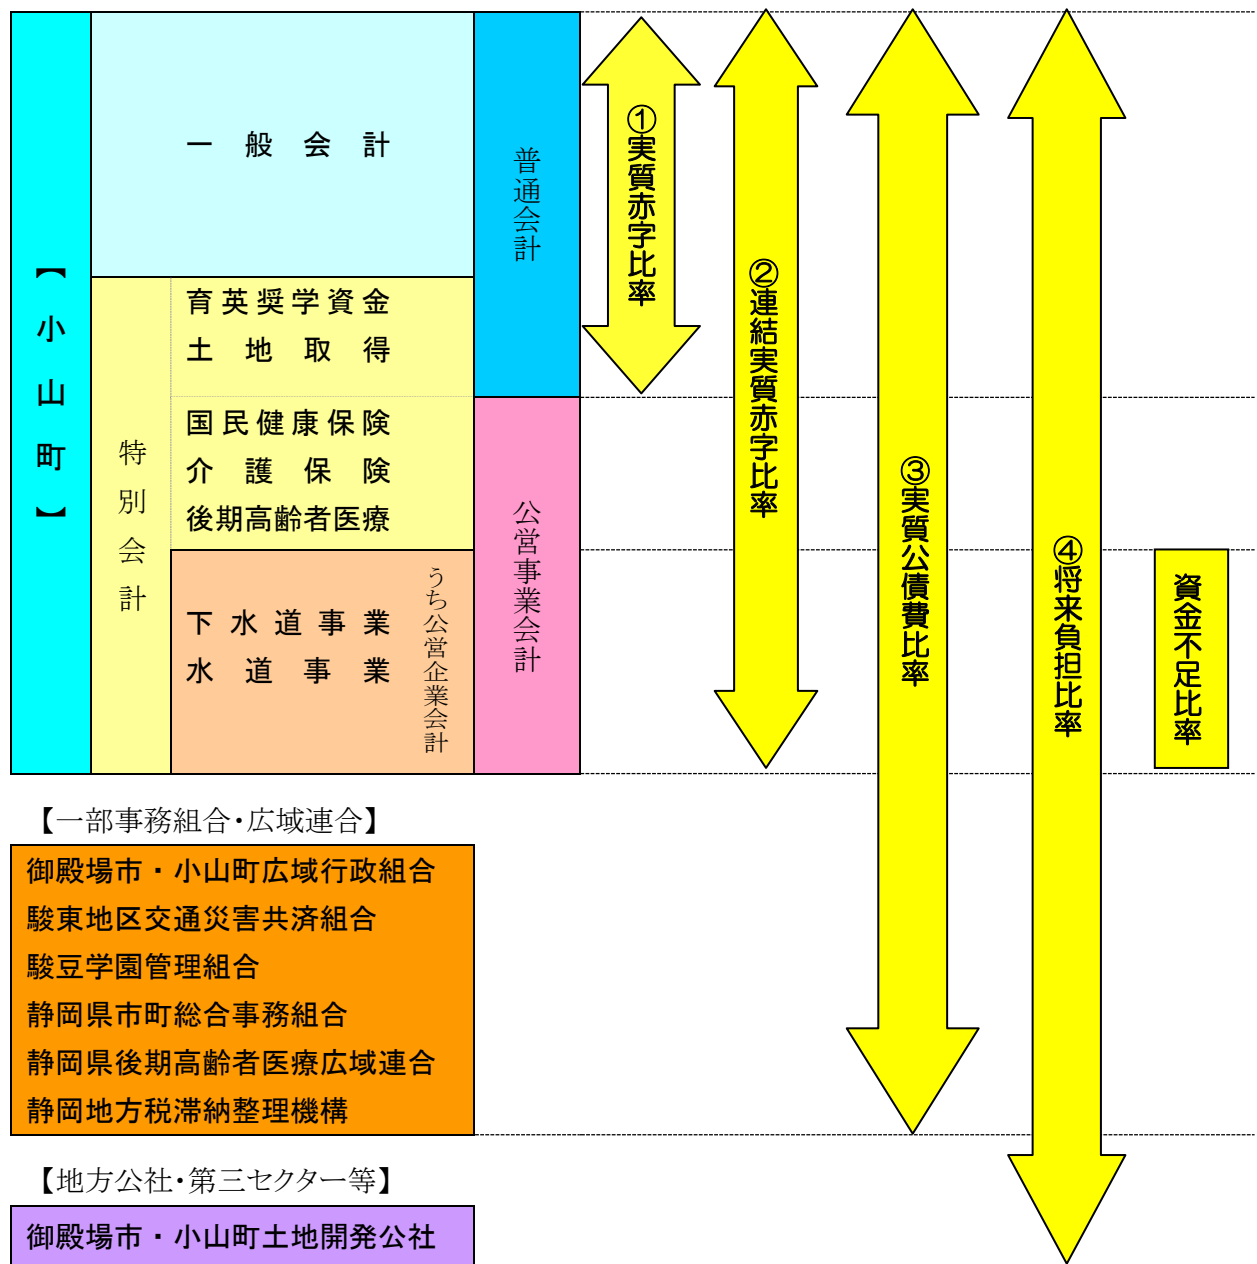 【小山町】
一般会計
特別会計
育英奨学資金
土地取得
国民健康保険
介護保険
後期高齢者医療
下水道事業
水道事業
うち公営企業会計
普通会計
公営事業会計
①実質赤字比率
②連結実質赤字比率
③実質公債費比率
④将来負担比率
資金不足比率
【一部事務組合・広域連合】
御殿場市・小山町広域行政組合
駿東地区交通災害共済組合
駿豆学園管理組合
静岡県市町総合事務組合
静岡県後期高齢者医療広域連合
静岡地方税滞納整理機構
【地方公社・第三セクター等】
御殿場市・小山町土地開発公社